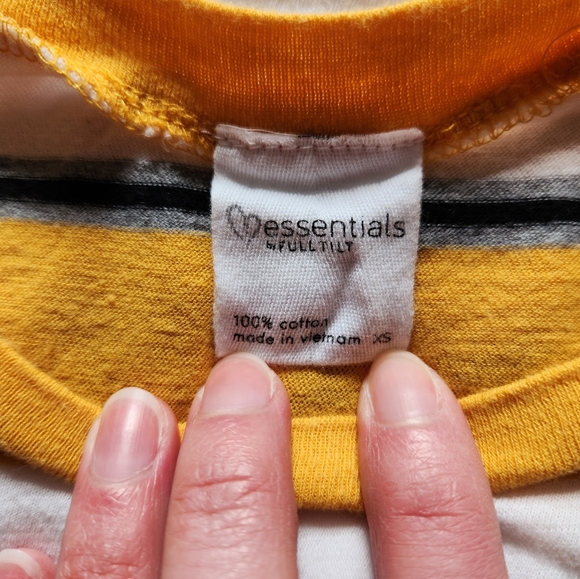 essentials
by FULL TILT
100% cotton
made in vietnam XS